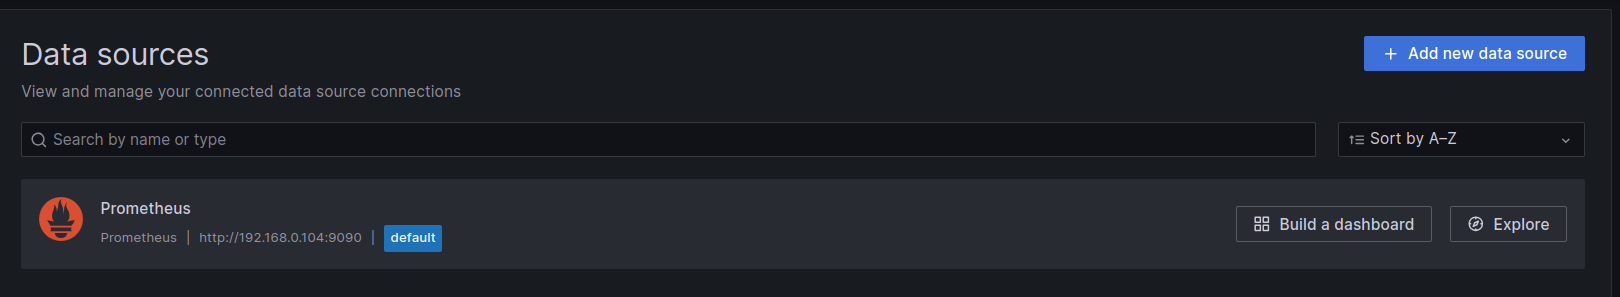 Data sources
+ Add new data source
View and manage your connected data source connections
Search by name or type
Sort by A–Z
Prometheus
Prometheus | http://192.168.0.104:9090 | default
Build a dashboard
Explore